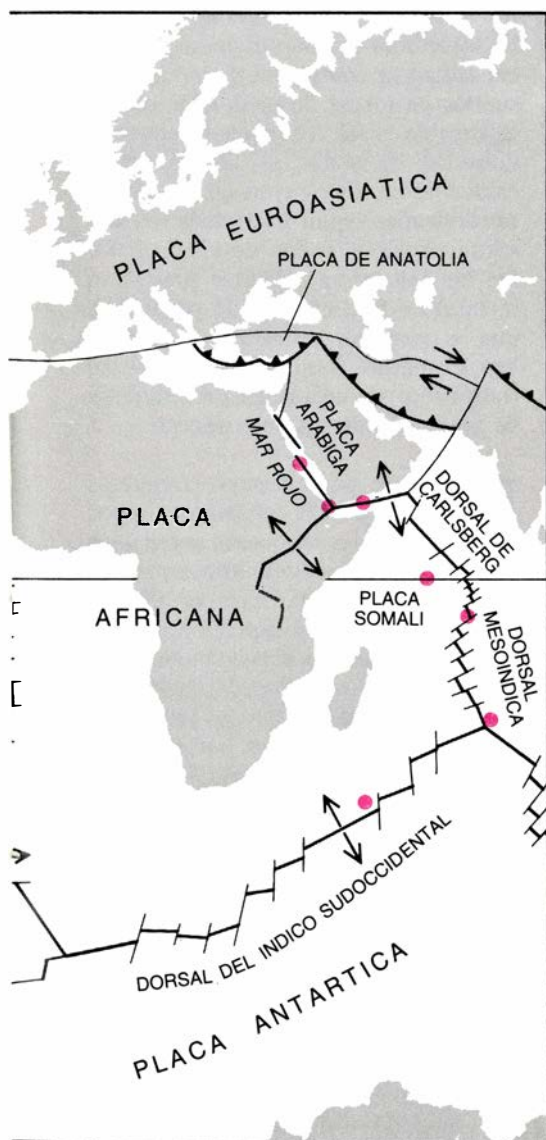 PLACA EUROASIATICA
PLACA DE ANATOLIA
PLACA
ARABIGA
MAR ROJO
PLACA
AFRICANA
DORSAL DE
CARLSBERG
PLACA
SOMALI
DORSAL
MESOINDICA
DORSAL DEL INDICO SUDOCCIDENTAL
PLACA ANTARTICA